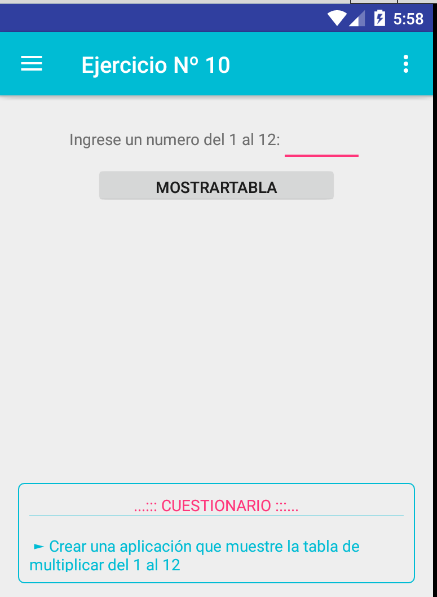 5:58
Ejercicio Nº 10
Ingrese un numero del 1 al 12:
MOSTRARTABLA
...::: CUESTIONARIO :::...
► Crear una aplicación que muestre la tabla de
multiplicar del 1 al 12